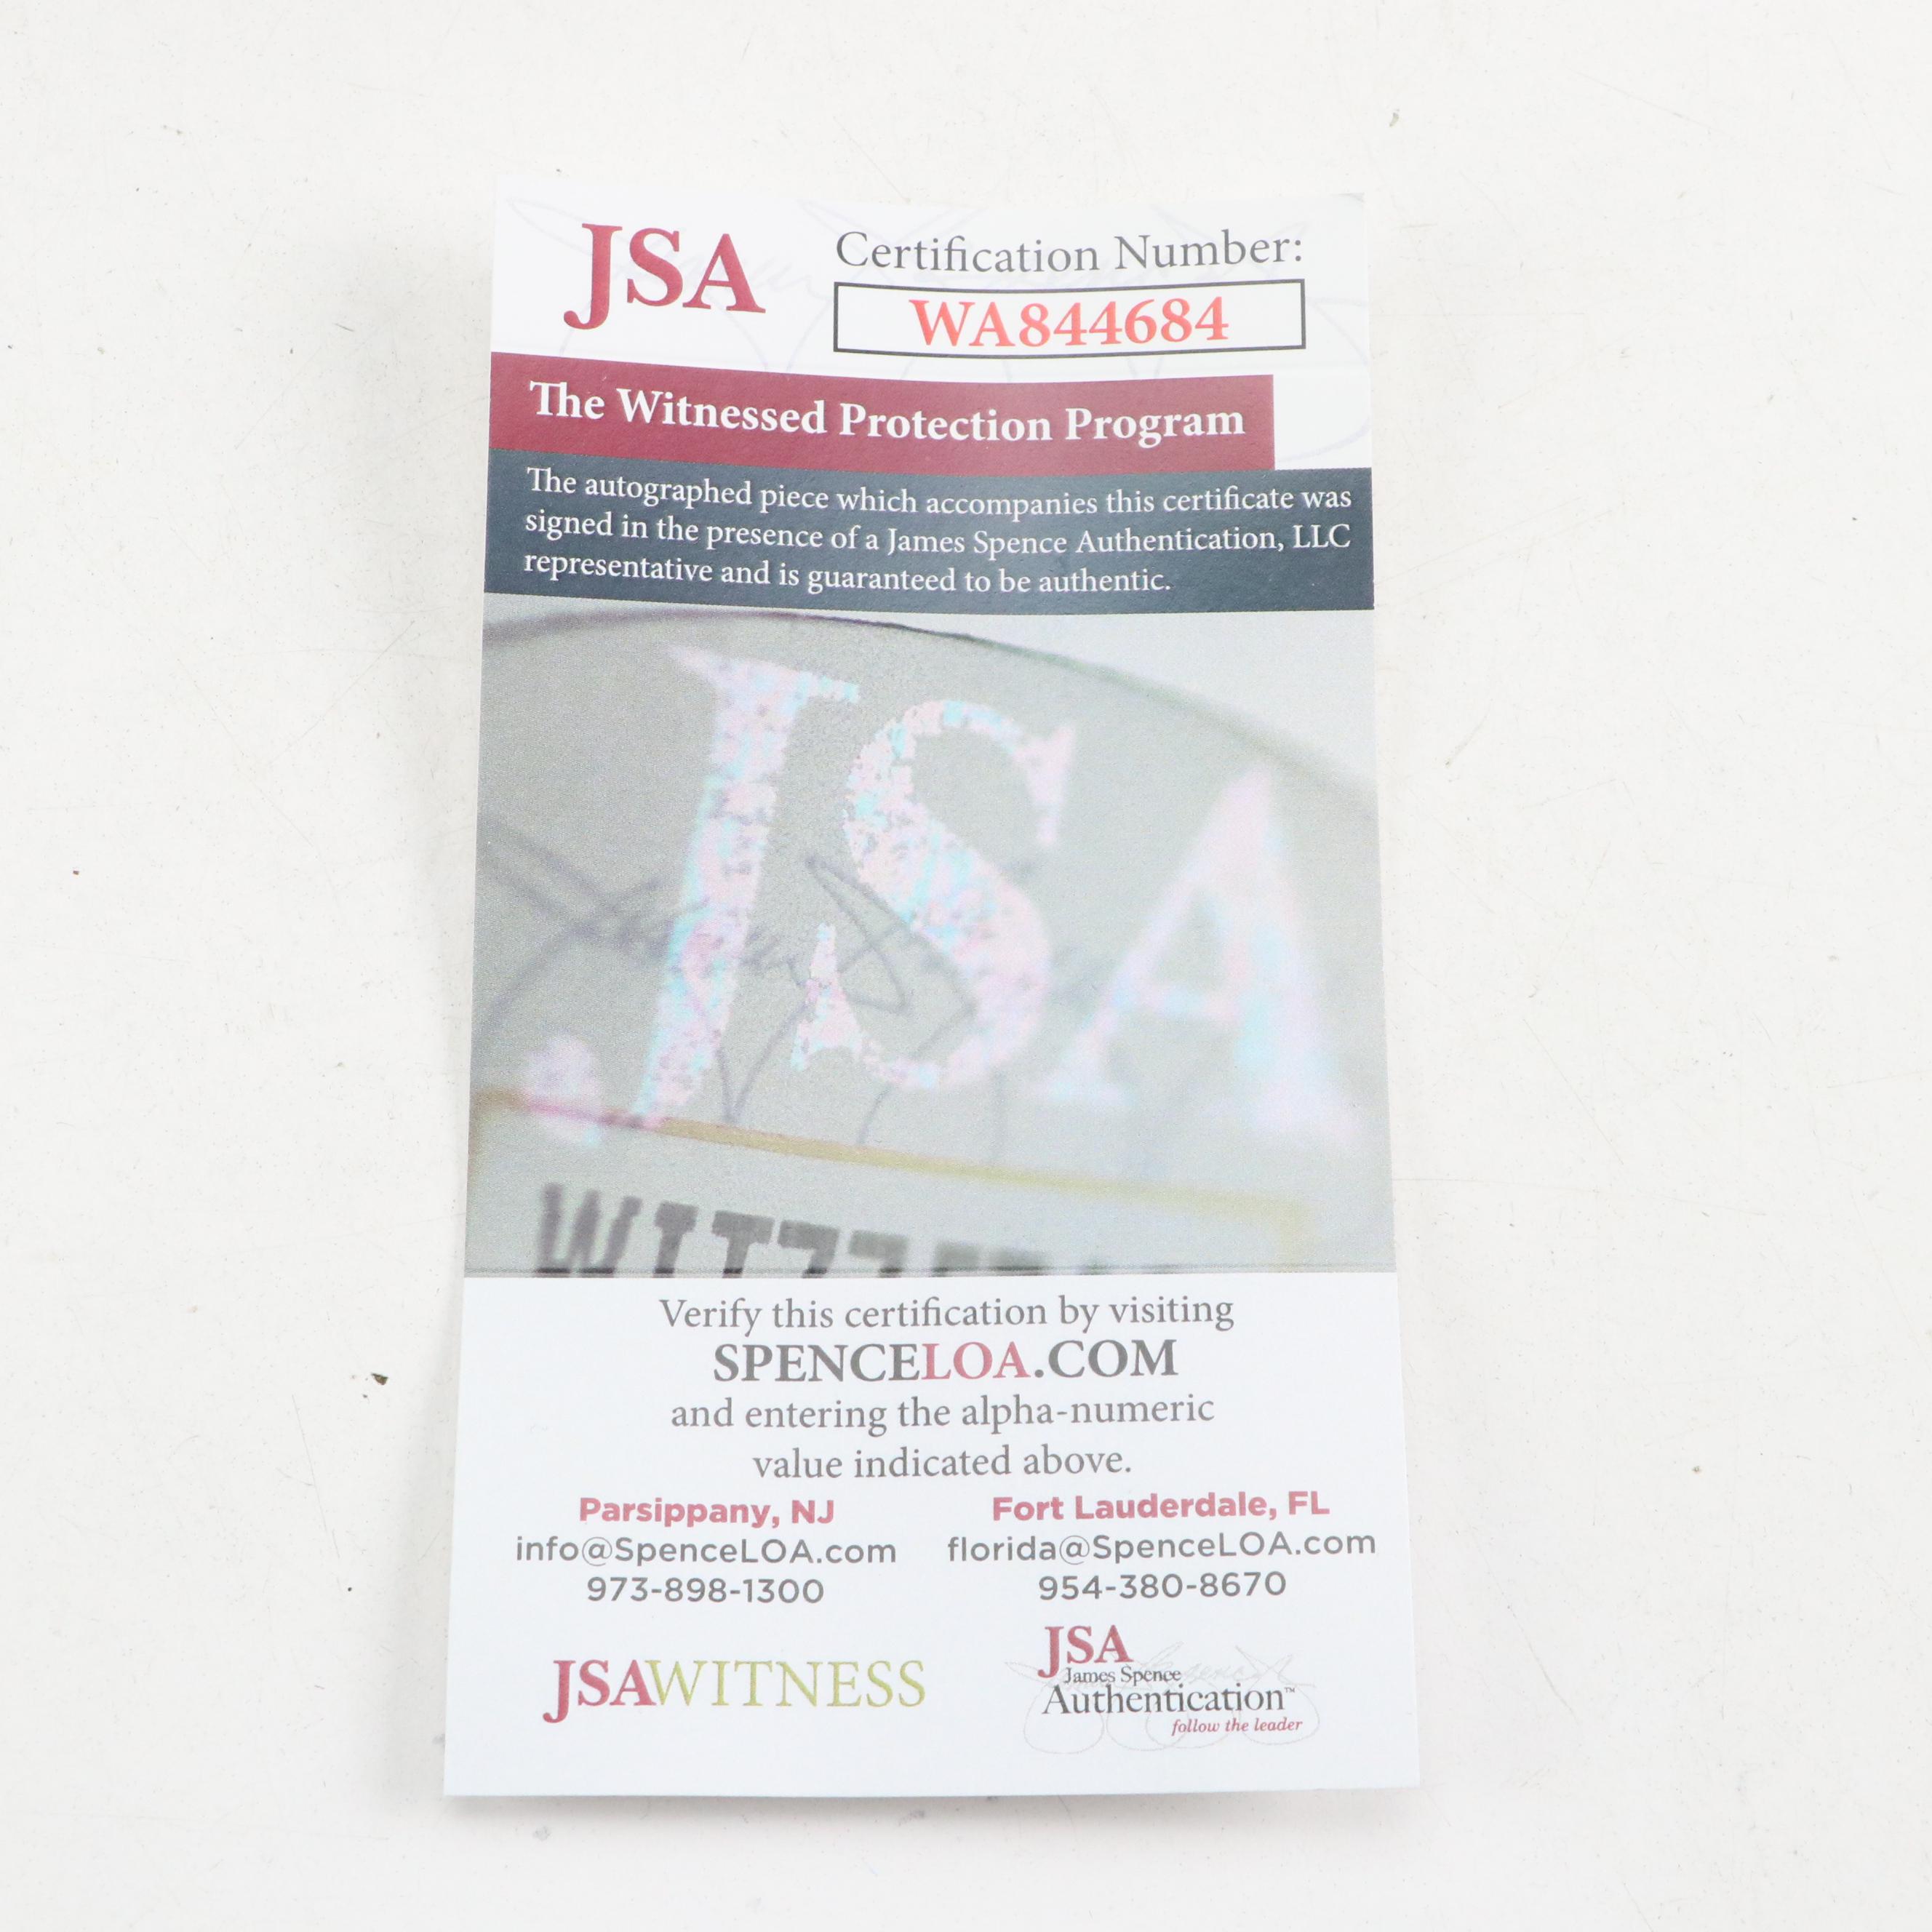 JSA
Certification Number:
WA844684
The Witnessed Protection Program
The autographed piece which accompanies this certificate was
signed in the presence of a James Spence Authentication, LLC
representative and is guaranteed to be authentic.
JSA
Verify this certification by visiting
SPENCELOA.COM
and entering the alpha-numeric
value indicated above.
Parsippany, NJ
info@SpenceLOA.com
973-898-1300
Fort Lauderdale, FL
florida@SpenceLOA.com
954-380-8670
JSAWITNESS
JSA
James Spence
Authentication™
follow the leader